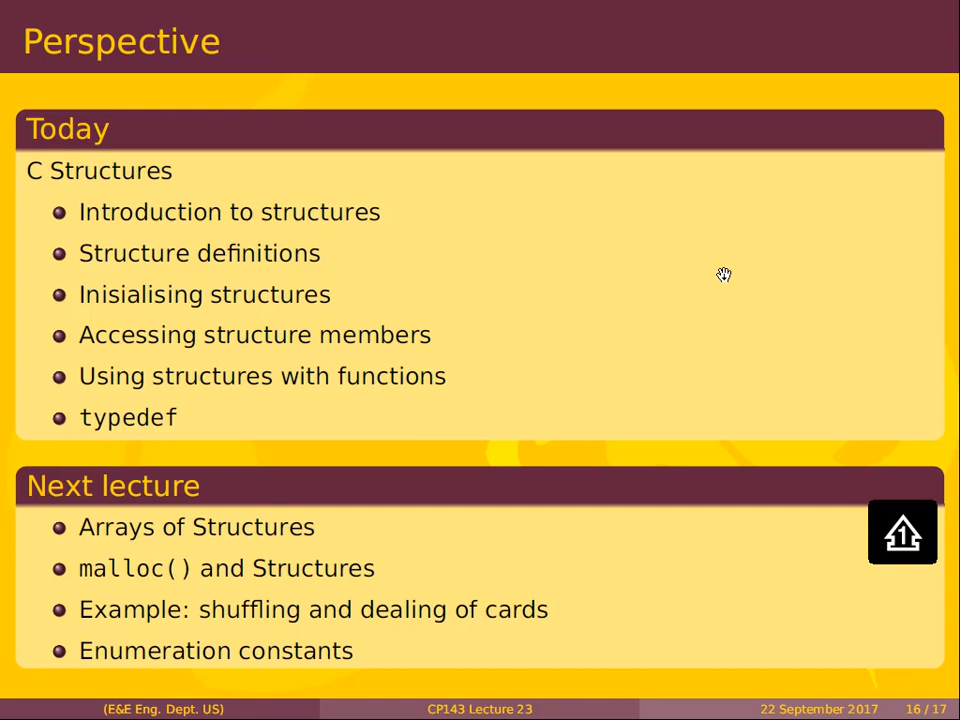 Perspective
Today
C Structures
Introduction to structures
Structure definitions
Inisialising structures
Accessing structure members
Using structures with functions
typedef
Next lecture
Arrays of Structures
1
malloc() and Structures
Example: shuffling and dealing of cards
Enumeration constants
(E&E Eng. Dept. US) CP143 Lecture 23 22 September 2017 16 / 17